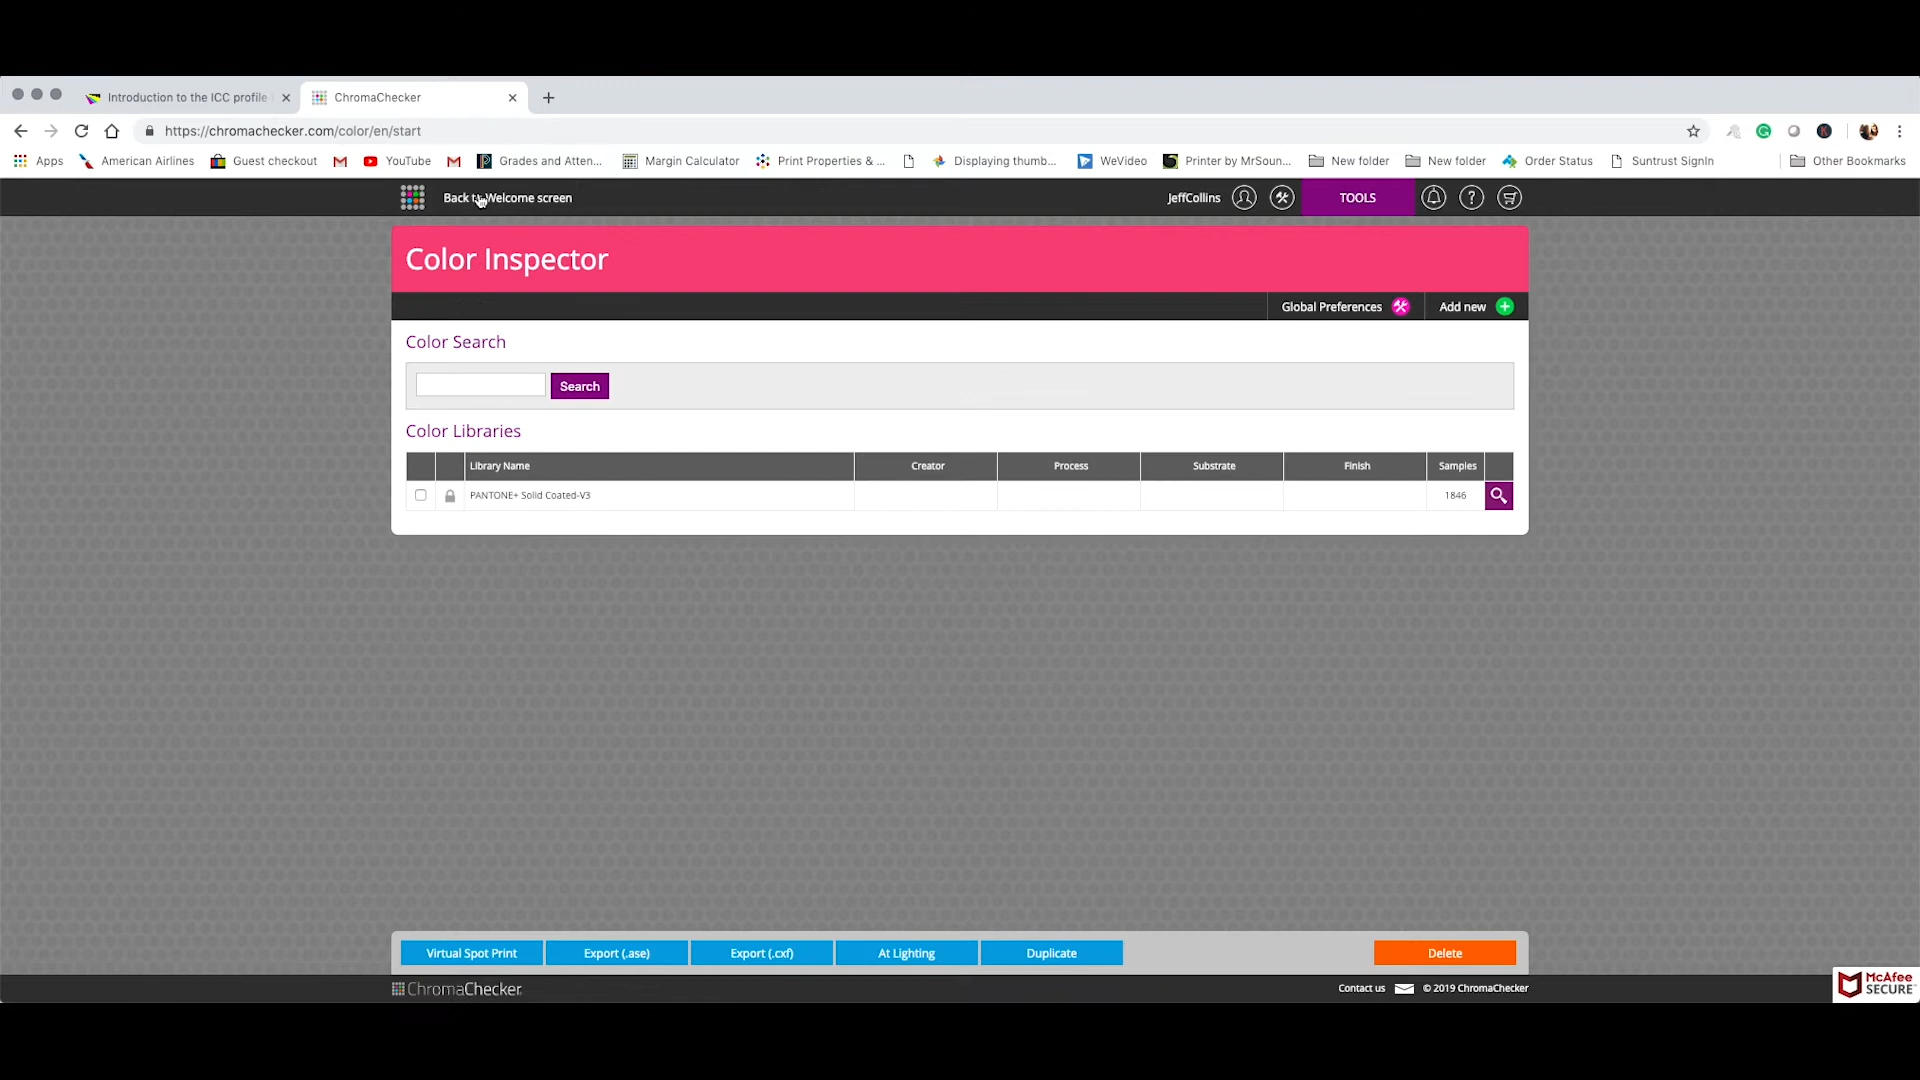 Introduction to the ICC profile
ChromaChecker
https://chromachecker.com/color/en/start
Apps American Airlines Guest checkout YouTube Grades and Atten... Margin Calculator Print Properties & ... Displaying thumb... WeVideo Printer by MrSoun... New folder New folder Order Status Suntrust SignIn Other Bookmarks
Back to Welcome screen JeffCollins TOOLS
Color Inspector
Global Preferences Add new
Color Search
Search
Color Libraries
Library Name Creator Process Substrate Finish Samples
PANTONE+ Solid Coated-V3 1846
Virtual Spot Print Export (.ase) Export (.cxf) At Lighting Duplicate Delete
ChromaChecker Contact us © 2019 ChromaChecker
McAfee
SECURE